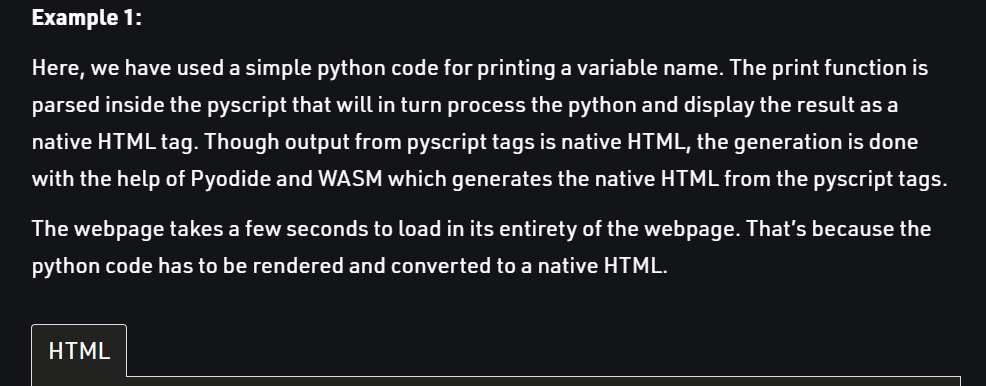 Example 1:
Here, we have used a simple python code for printing a variable name. The print function is
parsed inside the pyscript that will in turn process the python and display the result as a
native HTML tag. Though output from pyscript tags is native HTML, the generation is done
with the help of Pyodide and WASM which generates the native HTML from the pyscript tags.
The webpage takes a few seconds to load in its entirety of the webpage. That’s because the
python code has to be rendered and converted to a native HTML.
HTML